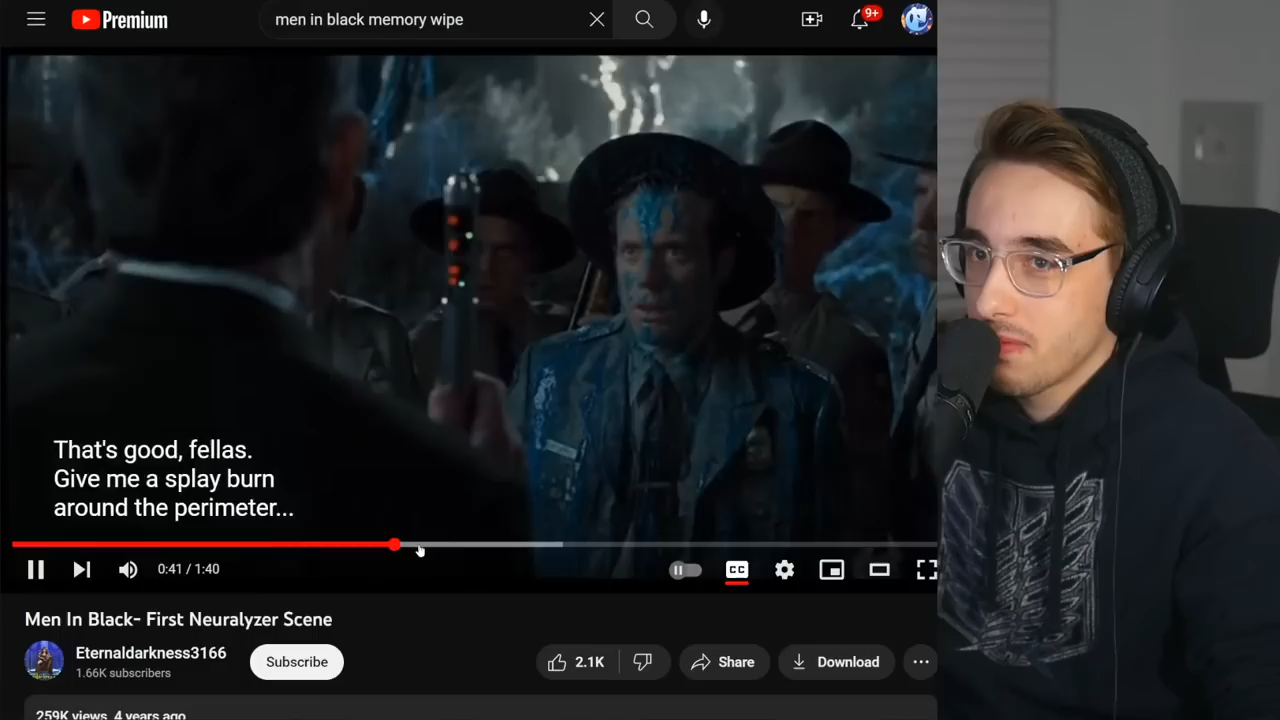 Premium
men in black memory wipe
9+
That's good, fellas.
Give me a splay burn
around the perimeter...
0:41 / 1:40
CC
Men In Black- First Neuralyzer Scene
Eternaldarkness3166
1.66K subscribers
Subscribe
2.1K
Share
Download
259K views 4 years ago